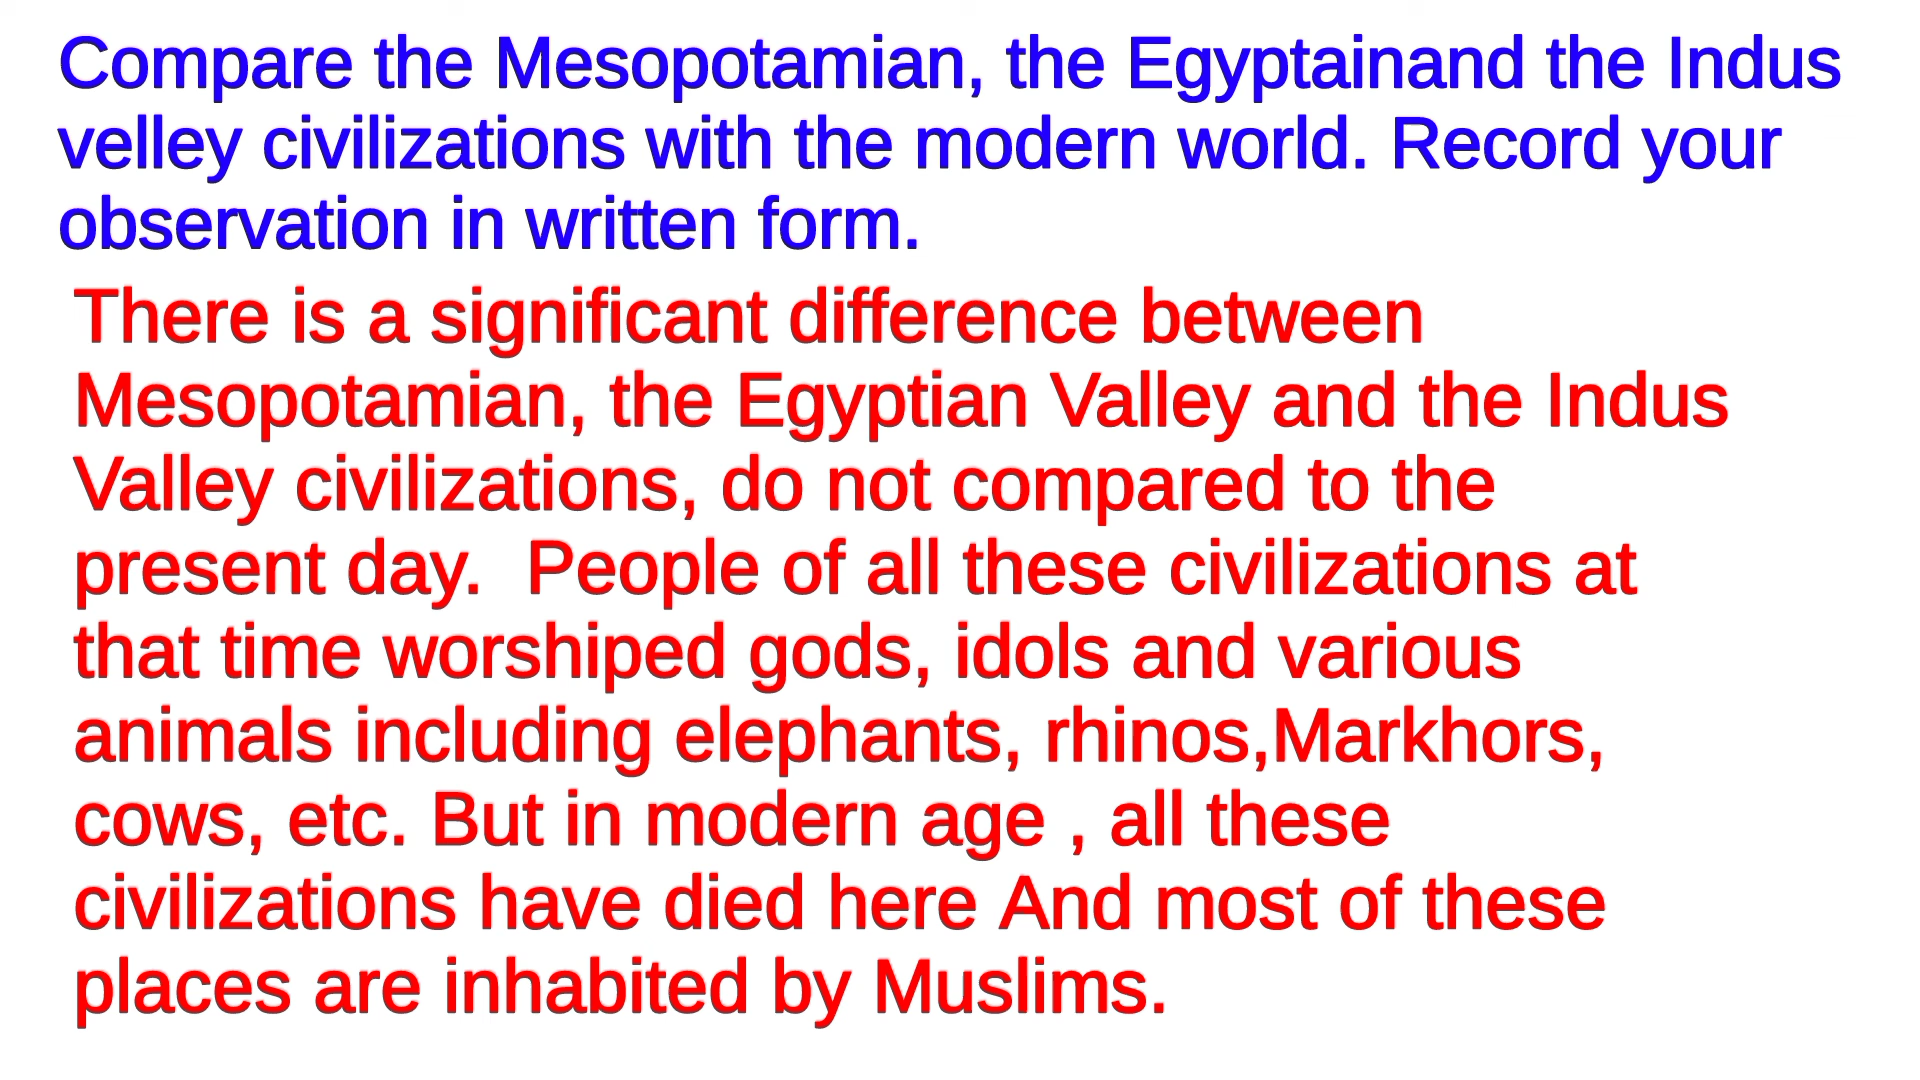 Compare the Mesopotamian, the Egyptainand the Indus
velley civilizations with the modern world. Record your
observation in written form.
There is a significant difference between
Mesopotamian, the Egyptian Valley and the Indus
Valley civilizations, do not compared to the
present day.  People of all these civilizations at
that time worshiped gods, idols and various
animals including elephants, rhinos,Markhors,
cows, etc. But in modern age , all these
civilizations have died here And most of these
places are inhabited by Muslims.